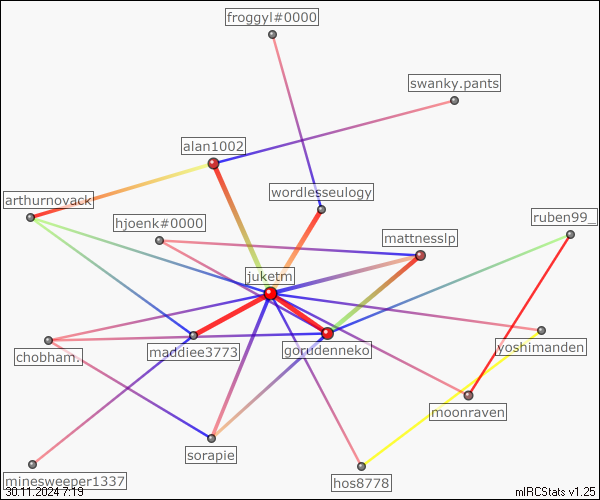 froggyl#0000
swanky.pants
alan1002
wordlesseulogy
arthurnovack
hjoenk#0000
ruben99_
mattnesslp
juketm
chobham.
maddiee3773
gorudenneko
yoshimanden
moonraven
sorapie
minesweeper1337
hos8778
30.11.2024 7:19
mIRCStats v1.25